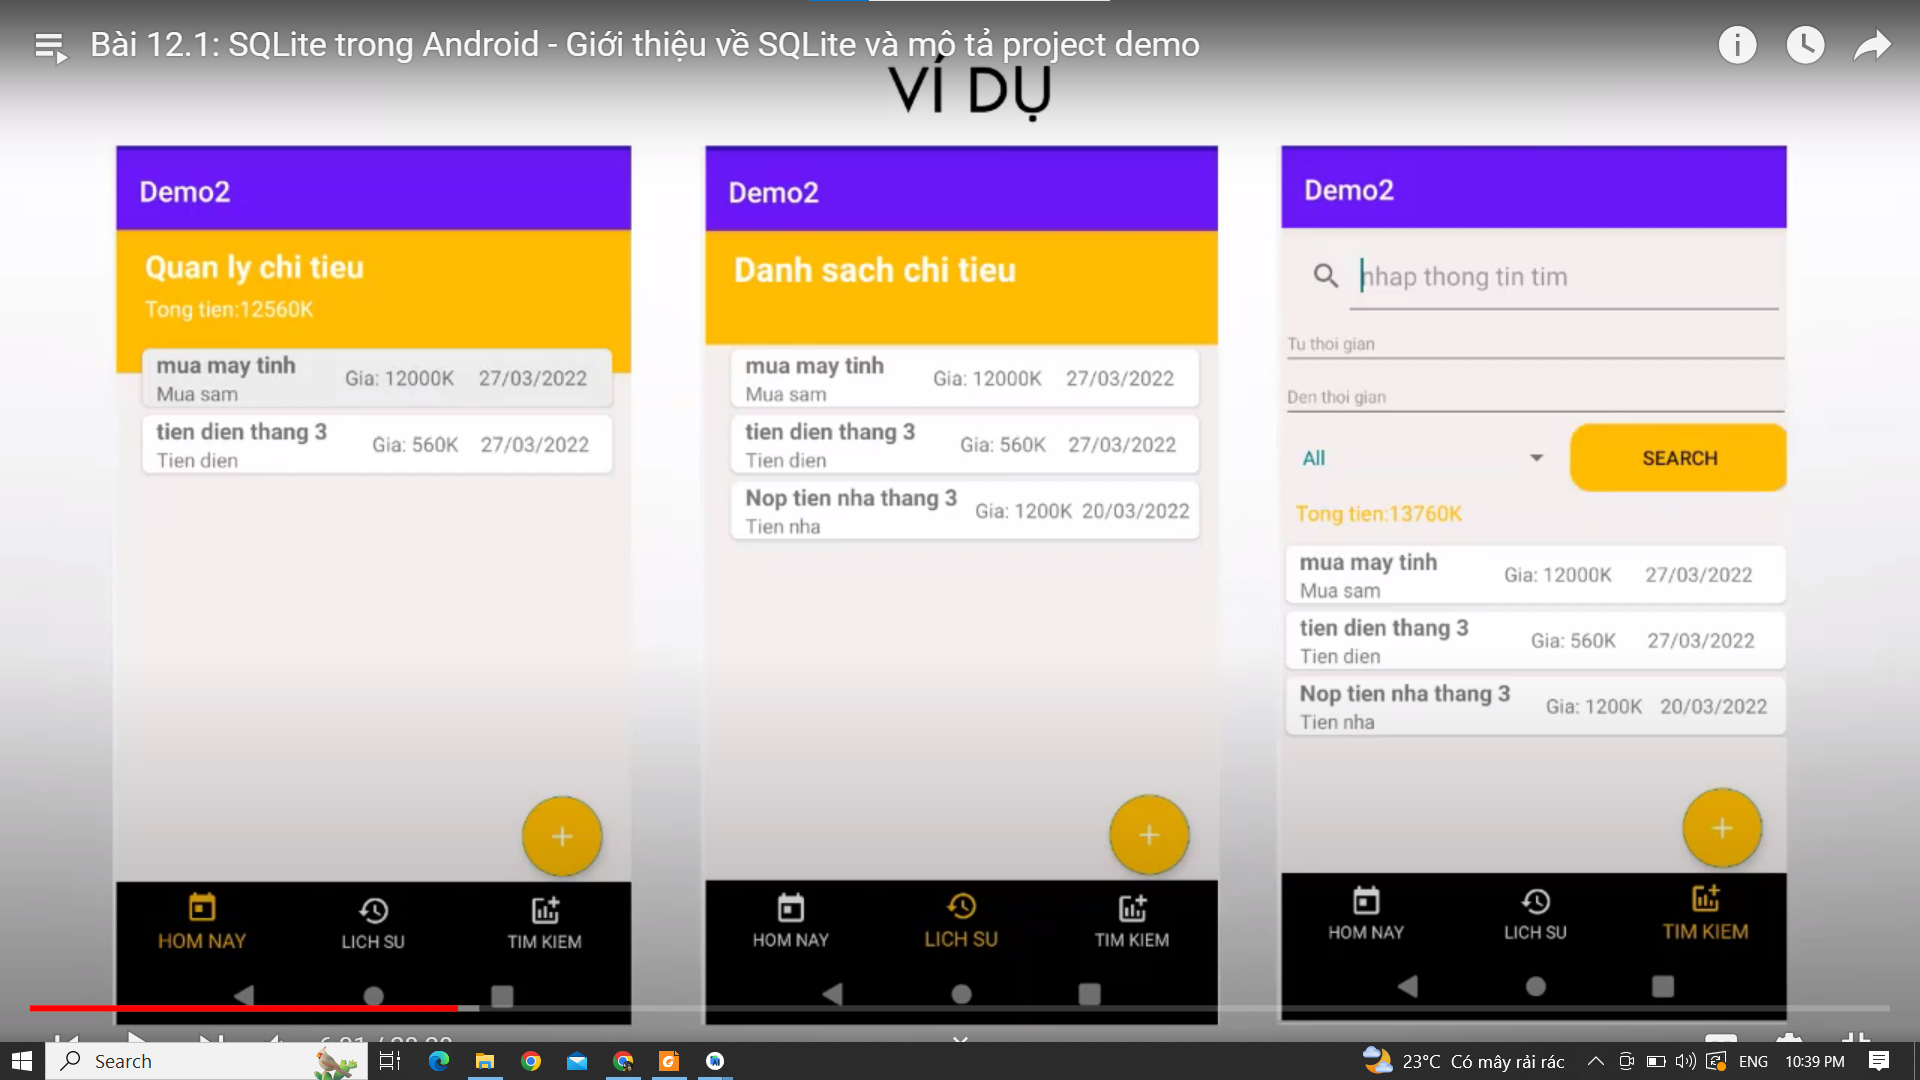 Bài 12.1: SQLite trong Android - Giới thiệu về SQLite và mô tả project demo
VÍ DỤ
Demo2
Quan ly chi tieu
Tong tien:12560K
mua may tinh
Mua sam
Gia: 12000K
27/03/2022
tien dien thang 3
Tien dien
Gia: 560K
27/03/2022
+
HOM NAY
LICH SU
TIM KIEM
Demo2
Danh sach chi tieu
mua may tinh
Mua sam
Gia: 12000K
27/03/2022
tien dien thang 3
Tien dien
Gia: 560K
27/03/2022
Nop tien nha thang 3
Tien nha
Gia: 1200K
20/03/2022
+
HOM NAY
LICH SU
TIM KIEM
Demo2
nhap thong tin tim
Tu thoi gian
Den thoi gian
All
SEARCH
Tong tien:13760K
mua may tinh
Mua sam
Gia: 12000K
27/03/2022
tien dien thang 3
Tien dien
Gia: 560K
27/03/2022
Nop tien nha thang 3
Tien nha
Gia: 1200K
20/03/2022
+
HOM NAY
LICH SU
TIM KIEM
Search
23°C Có mây rải rác
ENG
10:39 PM